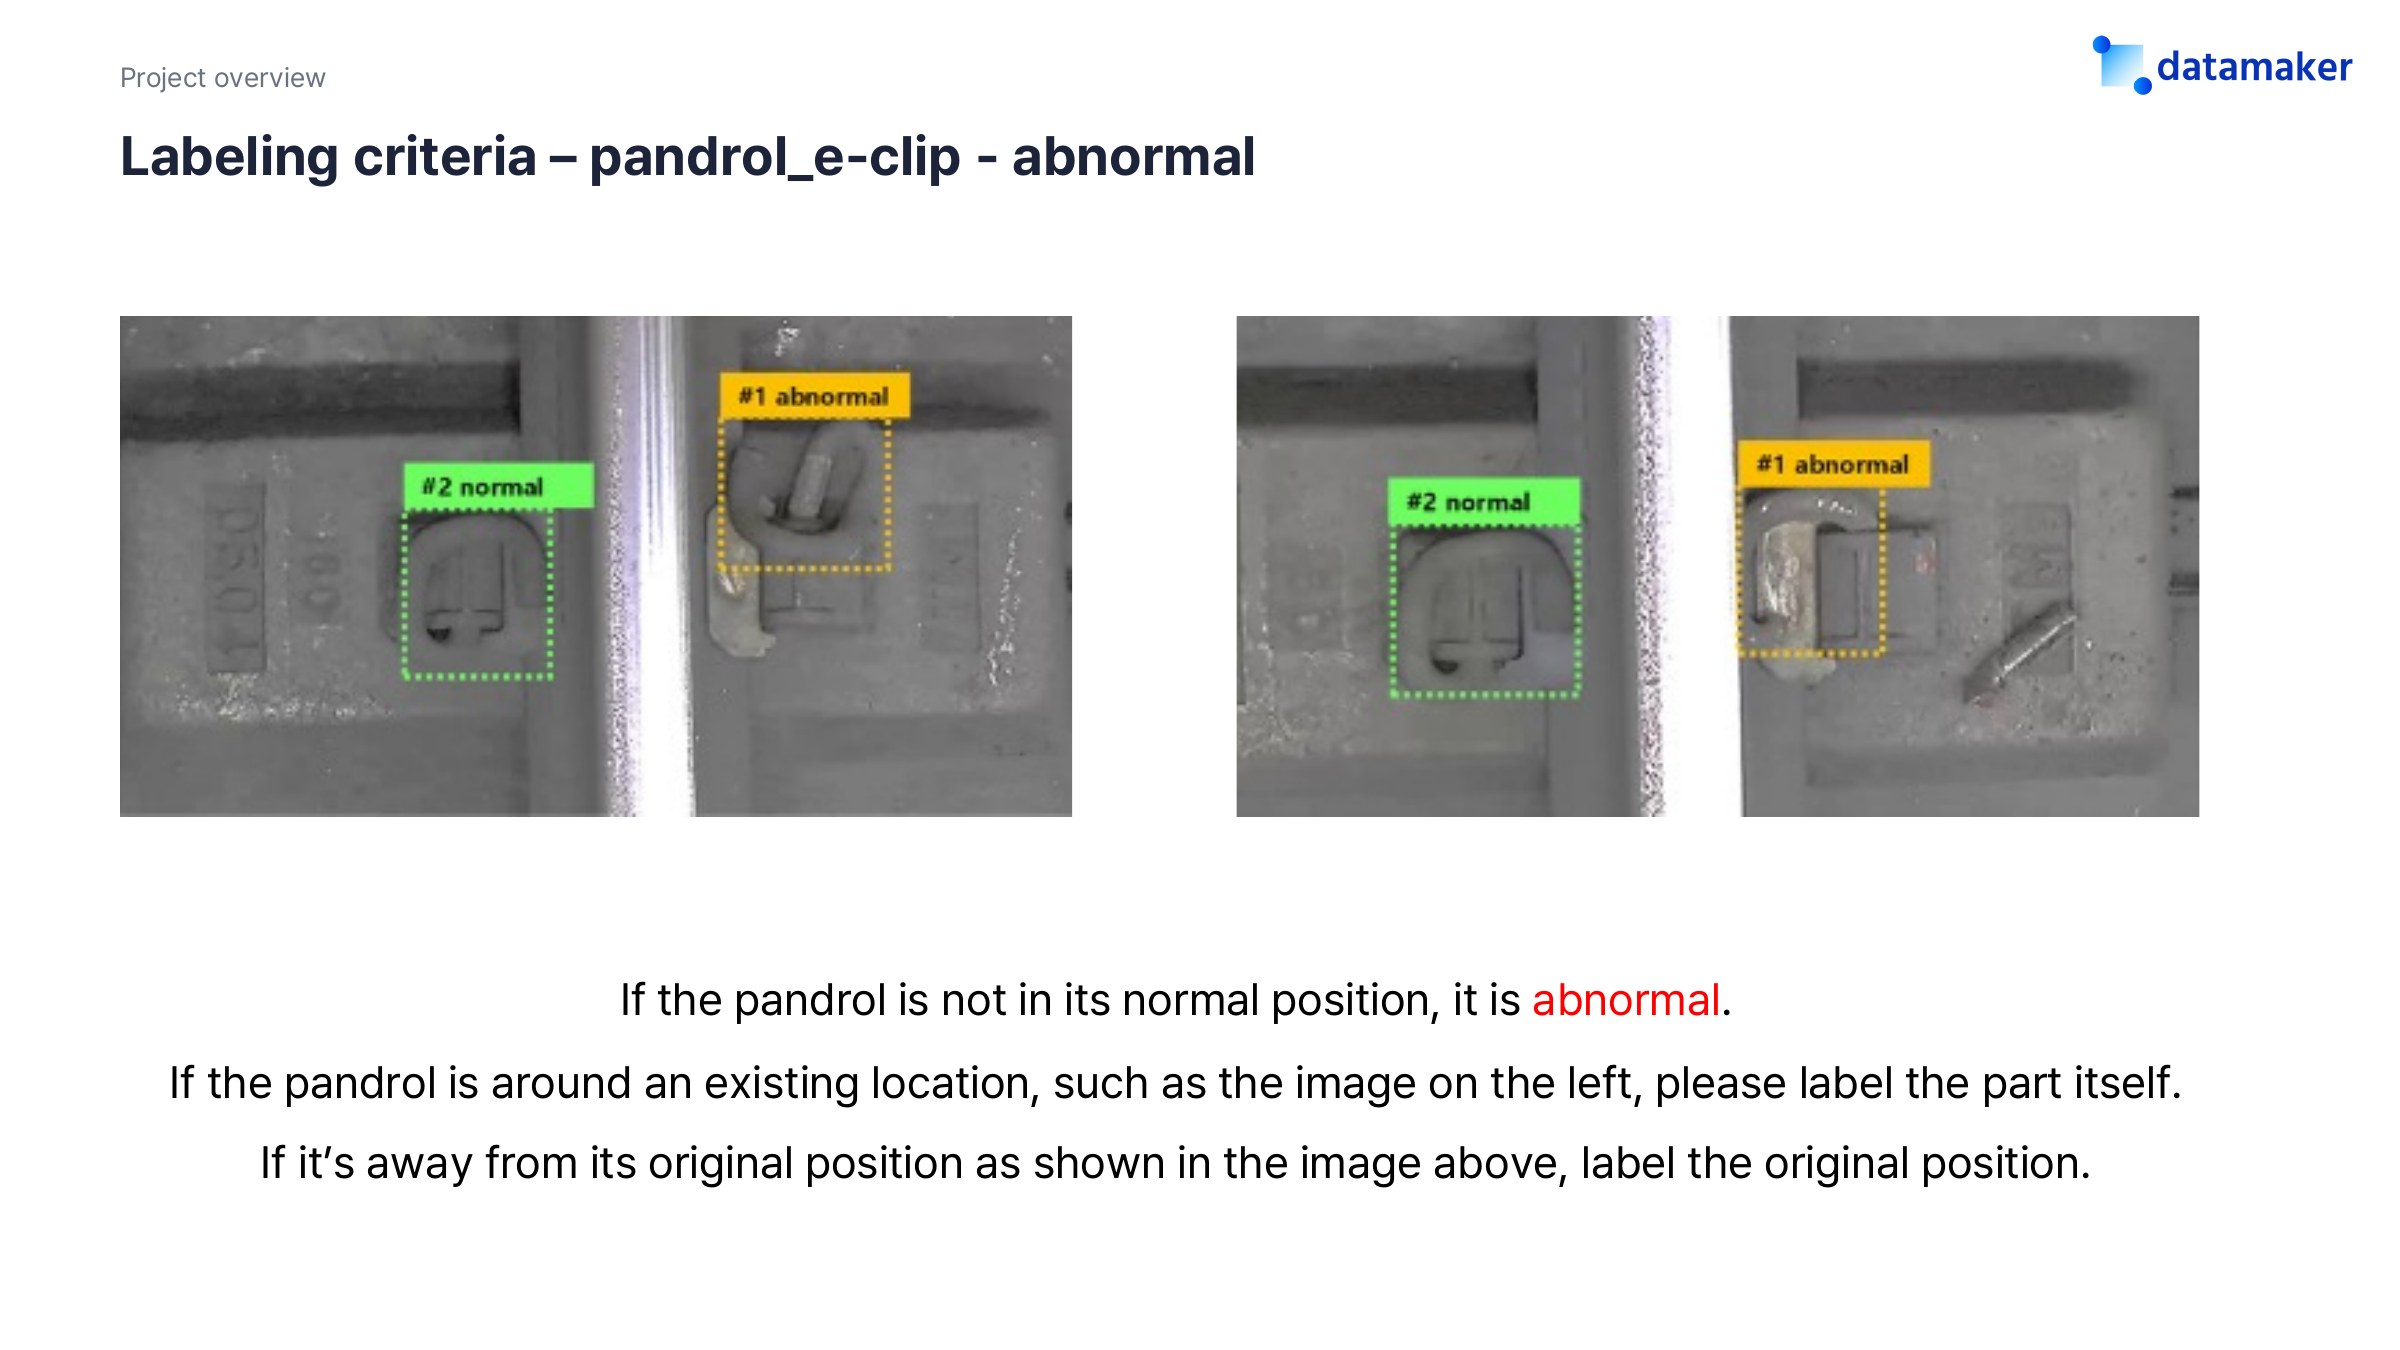 Project overview
datamaker
Labeling criteria – pandrol_e-clip - abnormal
#1 abnormal
#2 normal
#1 abnormal
#2 normal
If the pandrol is not in its normal position, it is abnormal.
If the pandrol is around an existing location, such as the image on the left, please label the part itself.
If it’s away from its original position as shown in the image above, label the original position.